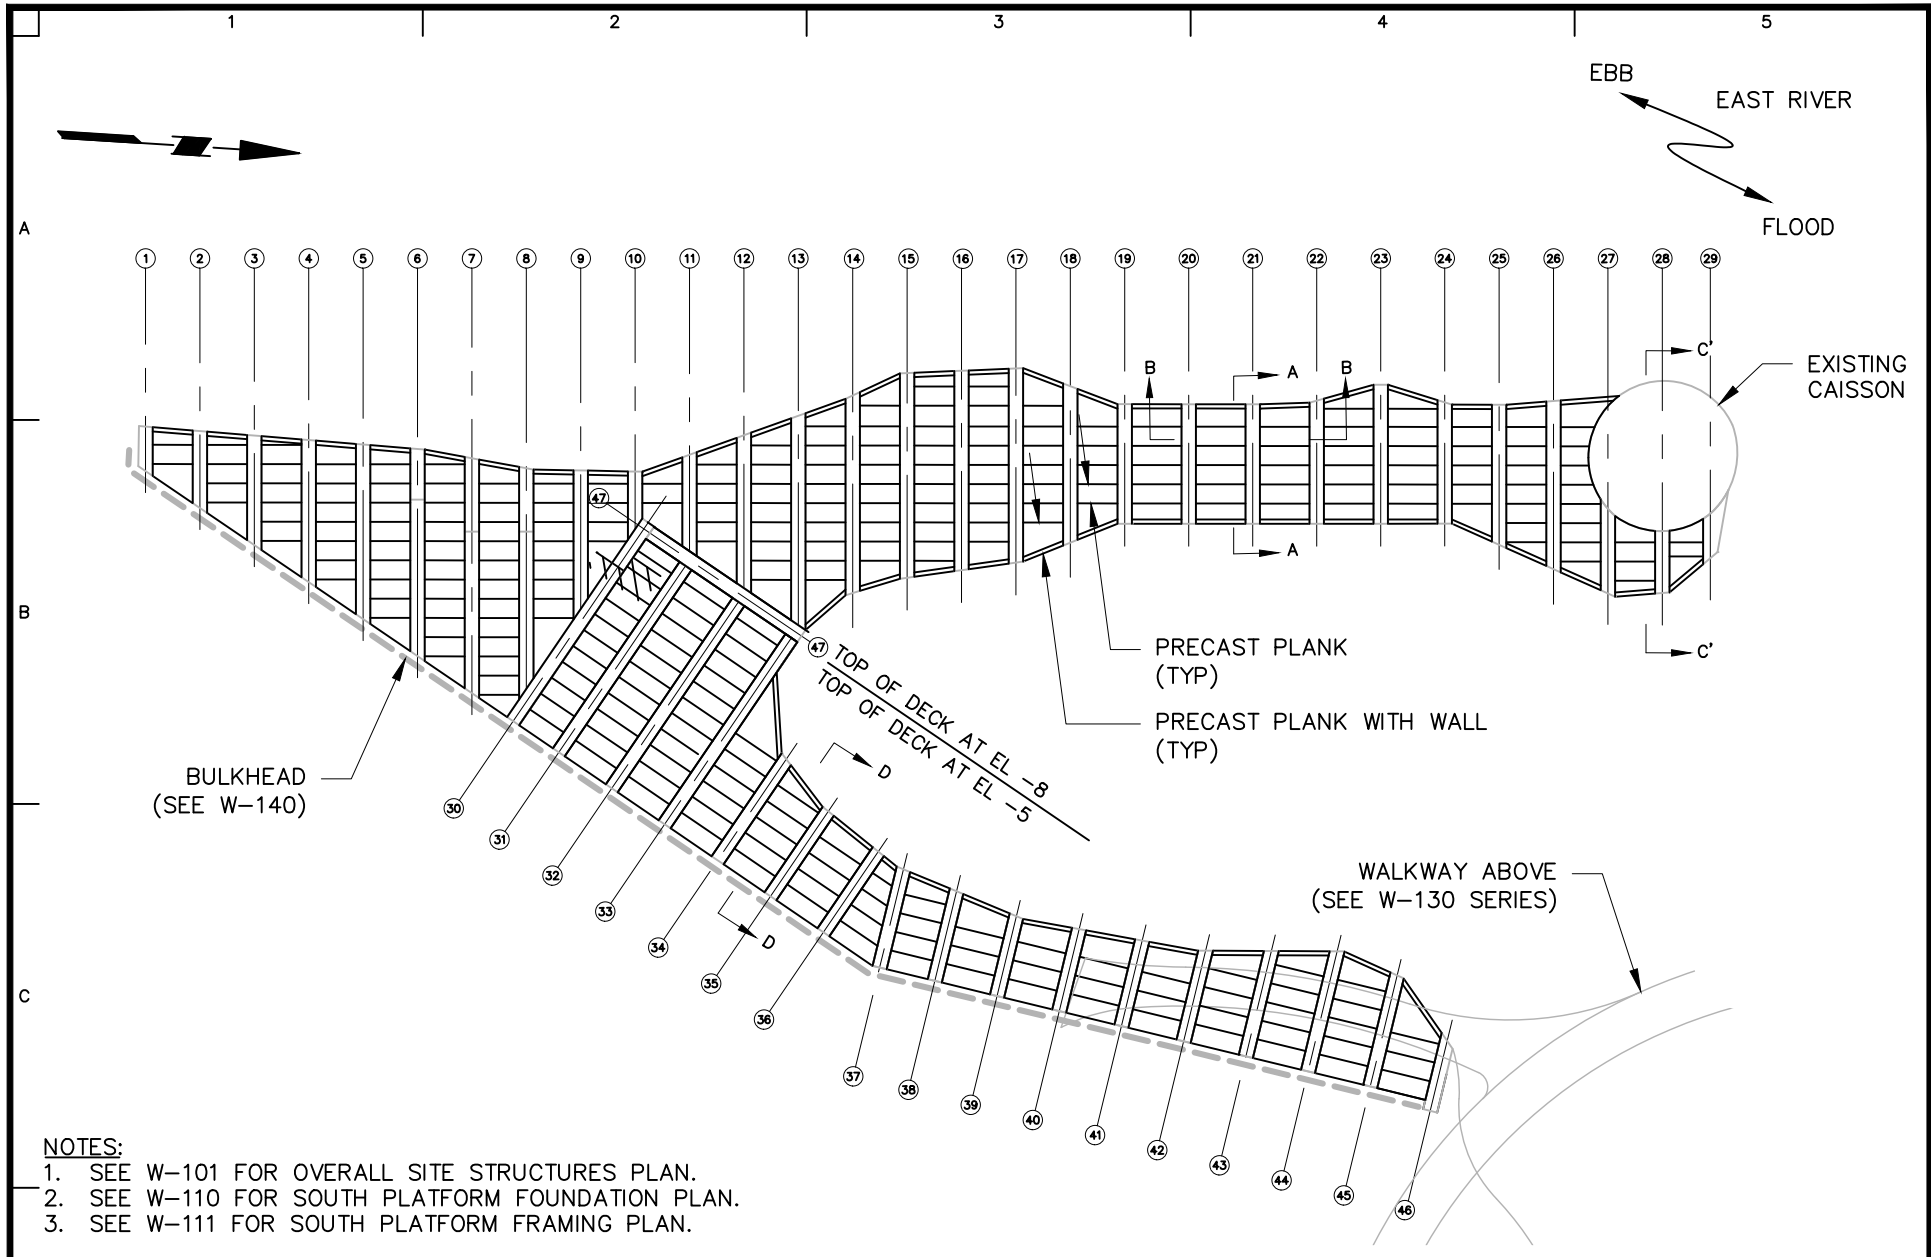 1 2 3 4 5
EBB
EAST RIVER
FLOOD
A
1 2 3 4 5 6 7 8 9 10 11 12 13 14 15 16 17 18 19 20 21 22 23 24 25 26 27 28 29
C'
B A B
EXISTING
CAISSON
47
A
B
47
C'
PRECAST PLANK
(TYP)
TOP OF DECK AT EL -8
TOP OF DECK AT EL -5
PRECAST PLANK WITH WALL
(TYP)
D
BULKHEAD
(SEE W-140)
30
31
32
33
34
35
36
D
WALKWAY ABOVE
(SEE W-130 SERIES)
C
37
38
39
40
41
42
43
44
45
46
NOTES:
1. SEE W-101 FOR OVERALL SITE STRUCTURES PLAN.
2. SEE W-110 FOR SOUTH PLATFORM FOUNDATION PLAN.
3. SEE W-111 FOR SOUTH PLATFORM FRAMING PLAN.